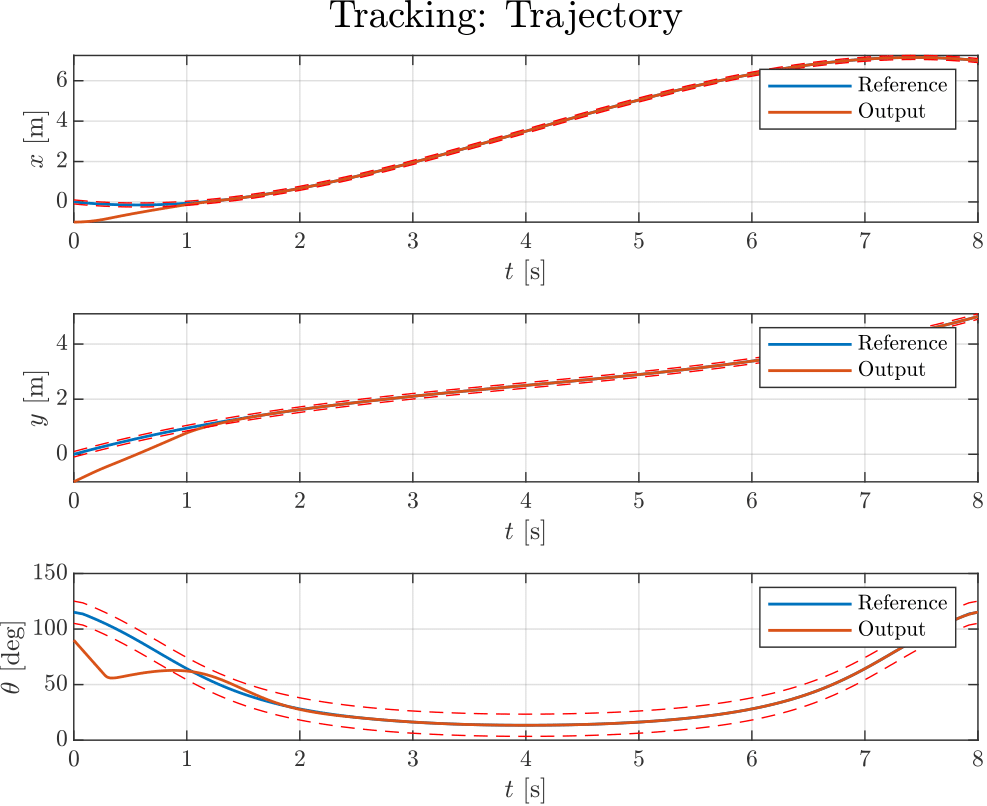 Tracking: Trajectory
6
4
2
0
x [m]
Reference
Output
0 1 2 3 4 5 6 7 8
t [s]
4
2
0
y [m]
Reference
Output
0 1 2 3 4 5 6 7 8
t [s]
150
100
50
0
θ [deg]
Reference
Output
0 1 2 3 4 5 6 7 8
t [s]